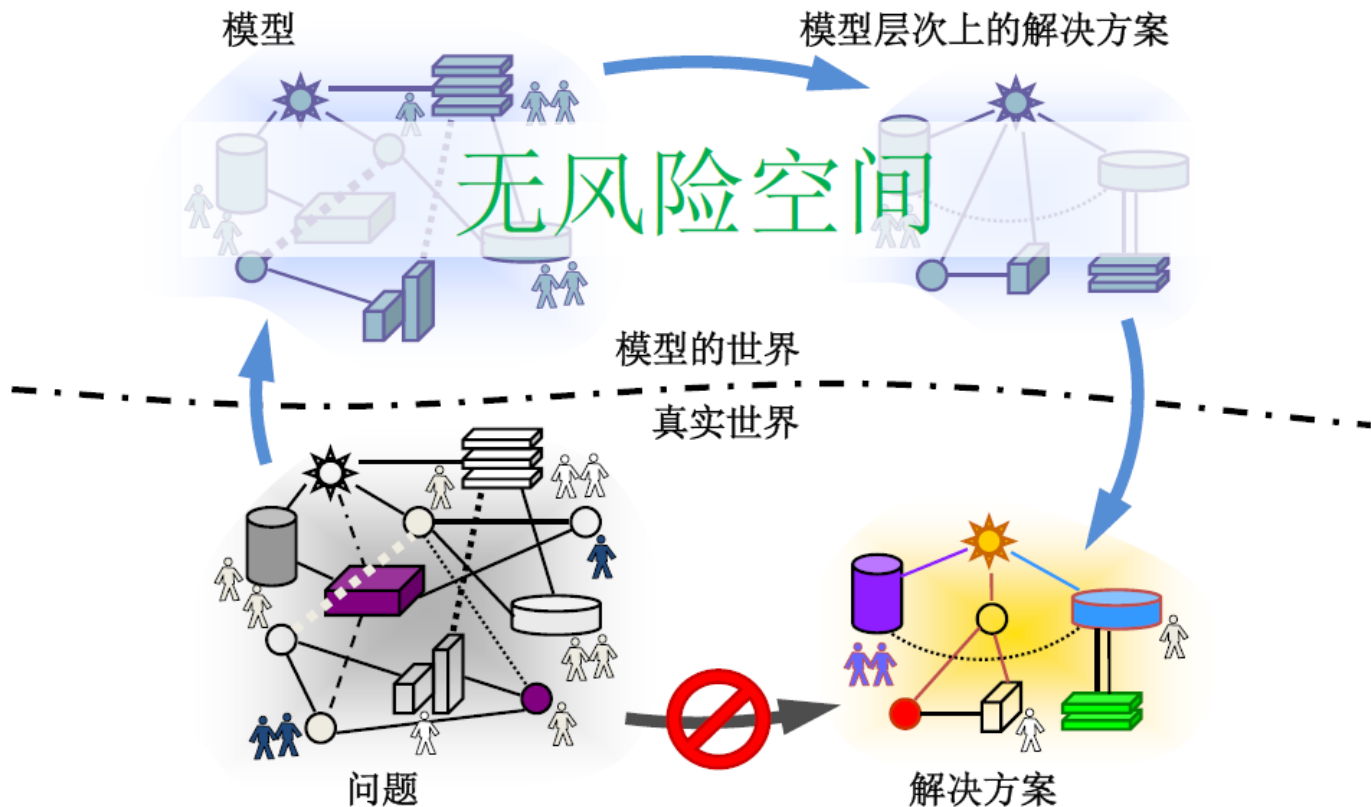 模型
模型层次上的解决方案
无风险空间
模型的世界
真实世界
问题
解决方案